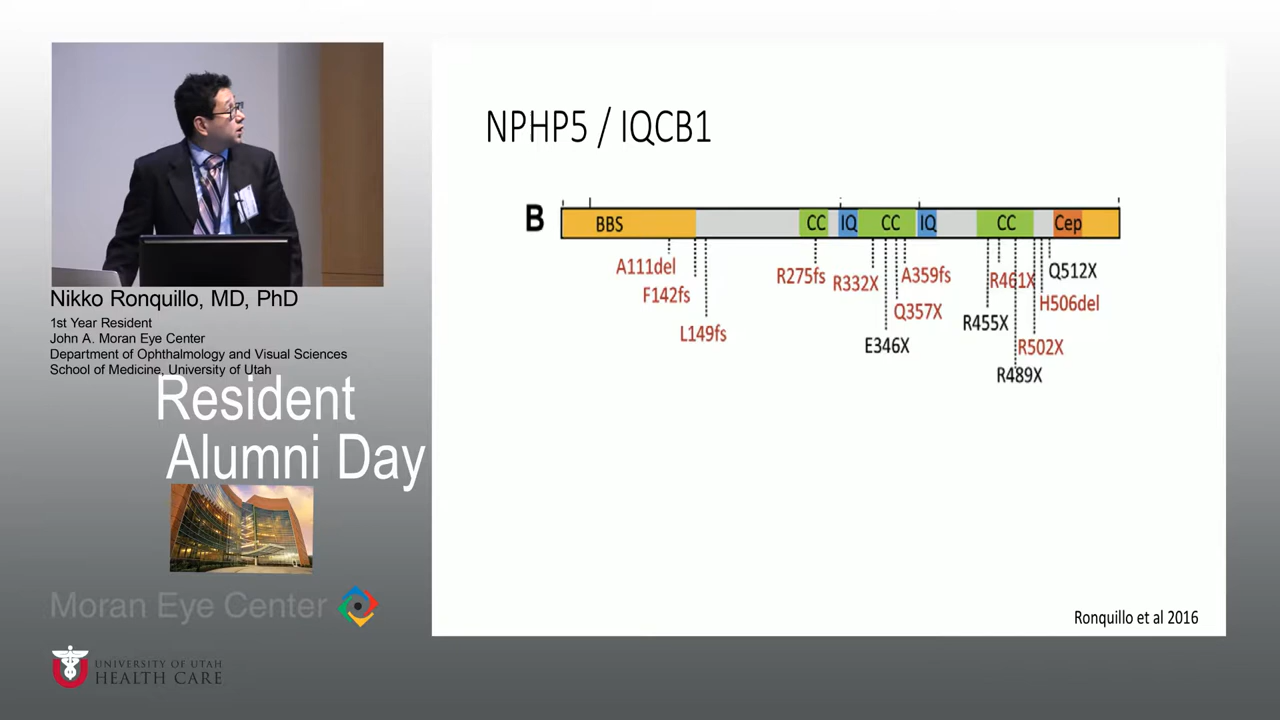 NPHP5 / IQCB1
B
BBS CC IQ CC IQ CC Cep
A111del
F142fs
L149fs
R275fs
R332X
E346X
Q357X
A359fs
R455X
R461X
R489X
R502X
H506del
Q512X
Ronquillo et al 2016
Nikko Ronquillo, MD, PhD
1st Year Resident
John A. Moran Eye Center
Department of Ophthalmology and Visual Sciences
School of Medicine, University of Utah
Resident
Alumni Day
Moran Eye Center
UNIVERSITY OF UTAH
HEALTH CARE